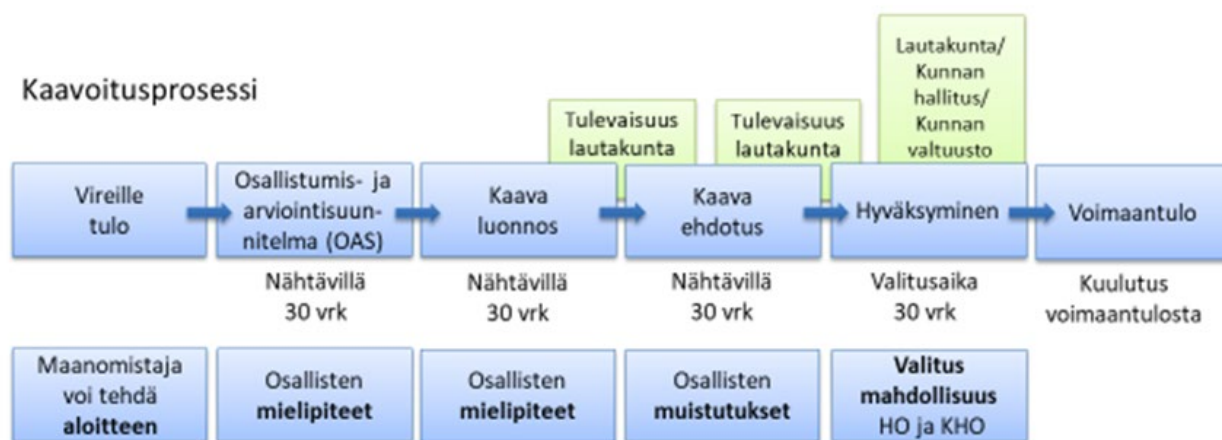 Kaavoitusprosessi
Tulevaisuus
lautakunta
Tulevaisuus
lautakunta
Lautakunta/
Kunnan
hallitus/
Kunnan
valtuusto
Vireille
tulo
Osallistumis- ja
arviointisuun-
nitelma (OAS)
Kaava
luonnos
Kaava
ehdotus
Hyväksyminen
Voimaantulo
Nähtävillä
30 vrk
Nähtävillä
30 vrk
Nähtävillä
30 vrk
Valitusaika
30 vrk
Kuulutus
voimaantulosta
Maanomistaja
voi tehdä
aloitteen
Osallisten
mielipiteet
Osallisten
mielipiteet
Osallisten
muistutukset
Valitus
mahdollisuus
HO ja KHO